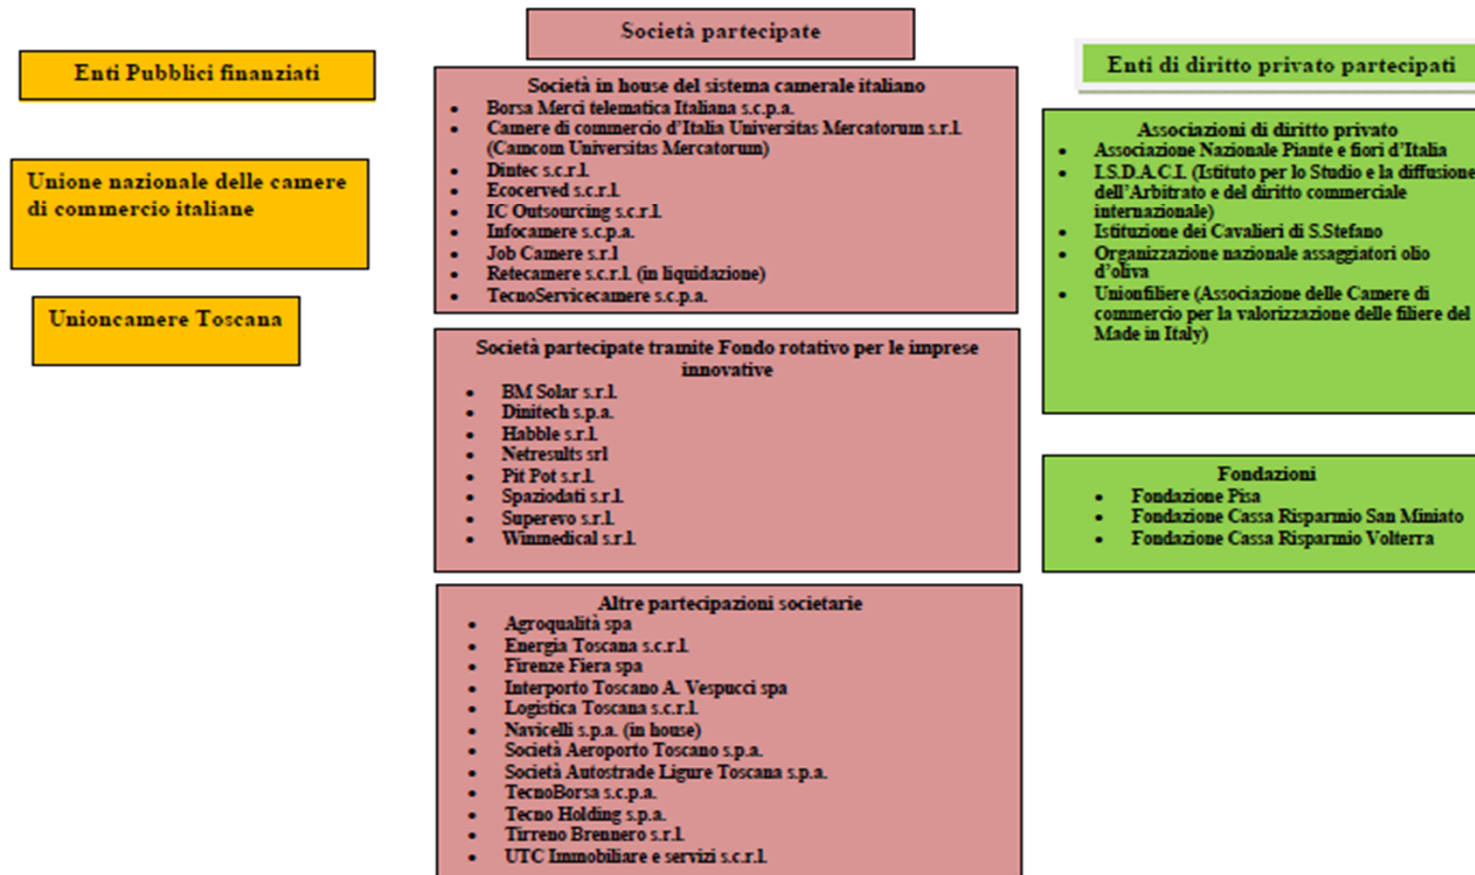 Enti Pubblici finanziati
Unione nazionale delle camere
di commercio italiane
Unioncamere Toscana
Società partecipate
Società in house del sistema camerale italiano
• Borsa Merci telematica Italiana s.c.p.a.
• Camere di commercio d'Italia Universitas Mercatorum s.r.l.
(Camcom Universitas Mercatorum)
• Dintec s.c.r.l.
• Ecocerved s.c.r.l.
• IC Outsourcing s.c.r.l.
• Infocamere s.c.p.a.
• Job Camere s.r.l
• Retecamere s.c.r.l. (in liquidazione)
• TecnoServicecamere s.c.p.a.
Società partecipate tramite Fondo rotativo per le imprese
innovative
• BM Solar s.r.l.
• Dinitech s.p.a.
• Habble s.r.l.
• Netresults srl
• Pit Pot s.r.l.
• Spaziodati s.r.l.
• Superevo s.r.l.
• Winmedical s.r.l.
Altre partecipazioni societarie
• Agroqualità spa
• Energia Toscana s.c.r.l.
• Firenze Fiera spa
• Interporto Toscano A. Vespucci spa
• Logistica Toscana s.c.r.l.
• Navicelli s.p.a. (in house)
• Società Aeroporto Toscano s.p.a.
• Società Autostrade Ligure Toscana s.p.a.
• TecnoBorsa s.c.p.a.
• Tecno Holding s.p.a.
• Tirreno Brennero s.r.l.
• UTC Immobiliare e servizi s.c.r.l.
Enti di diritto privato partecipati
Associazioni di diritto privato
• Associazione Nazionale Piante e fiori d'Italia
• I.S.D.A.C.I. (Istituto per lo Studio e la diffusione
dell'Arbitrato e del diritto commerciale
internazionale)
• Istituzione dei Cavalieri di S.Stefano
• Organizzazione nazionale assaggiatori olio
d'oliva
• Unionfiliere (Associazione delle Camere di
commercio per la valorizzazione delle filiere del
Made in Italy)
Fondazioni
• Fondazione Pisa
• Fondazione Cassa Risparmio San Miniato
• Fondazione Cassa Risparmio Volterra